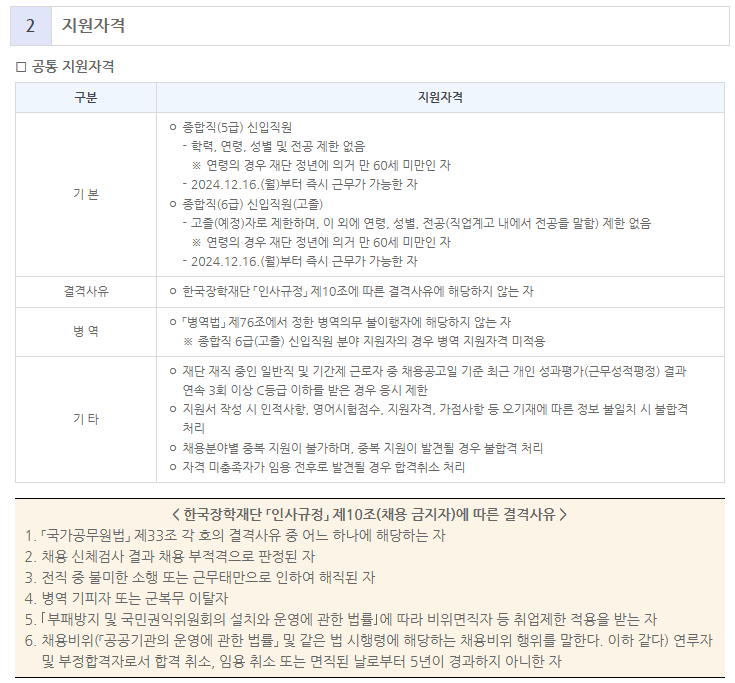 2 지원자격
□ 공통 지원자격
구분 지원자격
기 본
○ 종합직(5급) 신입직원
- 학력, 연령, 성별 및 전공 제한 없음
※ 연령의 경우 재단 정년에 의거 만 60세 미만인 자
- 2024.12.16.(월)부터 즉시 근무가 가능한 자
○ 종합직(6급) 신입직원(고졸)
- 고졸(예정)자로 제한하며, 이 외에 연령, 성별, 전공(직업계고 내에서 전공을 말함) 제한 없음
※ 연령의 경우 재단 정년에 의거 만 60세 미만인 자
- 2024.12.16.(월)부터 즉시 근무가 가능한 자
결격사유
○ 한국장학재단 「인사규정」 제10조에 따른 결격사유에 해당하지 않는 자
병 역
○ 「병역법」 제76조에서 정한 병역의무 불이행자에 해당하지 않는 자
※ 종합직 6급(고졸) 신입직원 분야 지원자의 경우 병역 지원자격 미적용
기 타
○ 재단 재직 중인 일반직 및 기간제 근로자 중 채용공고일 기준 최근 개인 성과평가(근무성적평정) 결과
연속 3회 이상 C등급 이하를 받은 경우 응시 제한
○ 지원서 작성 시 인적사항, 영어시험점수, 지원자격, 가점사항 등 오기재에 따른 정보 불일치 시 불합격
처리
○ 채용분야별 중복 지원이 불가하며, 중복 지원이 발견될 경우 불합격 처리
○ 자격 미충족자가 임용 전후로 발견될 경우 합격취소 처리
< 한국장학재단 「인사규정」 제10조(채용 금지자)에 따른 결격사유 >
1. 「국가공무원법」 제33조 각 호의 결격사유 중 어느 하나에 해당하는 자
2. 채용 신체검사 결과 채용 부적격으로 판정된 자
3. 전직 중 불미한 소행 또는 근무태만으로 인하여 해직된 자
4. 병역 기피자 또는 군복무 이탈자
5. 「부패방지 및 국민권익위원회의 설치와 운영에 관한 법률」에 따라 비위면직자 등 취업제한 적용을 받는 자
6. 채용비위(「공공기관의 운영에 관한 법률」 및 같은 법 시행령에 해당하는 채용비위 행위를 말한다. 이하 같다) 연루자
및 부정합격자로서 합격 취소, 임용 취소 또는 면직된 날로부터 5년이 경과하지 아니한 자